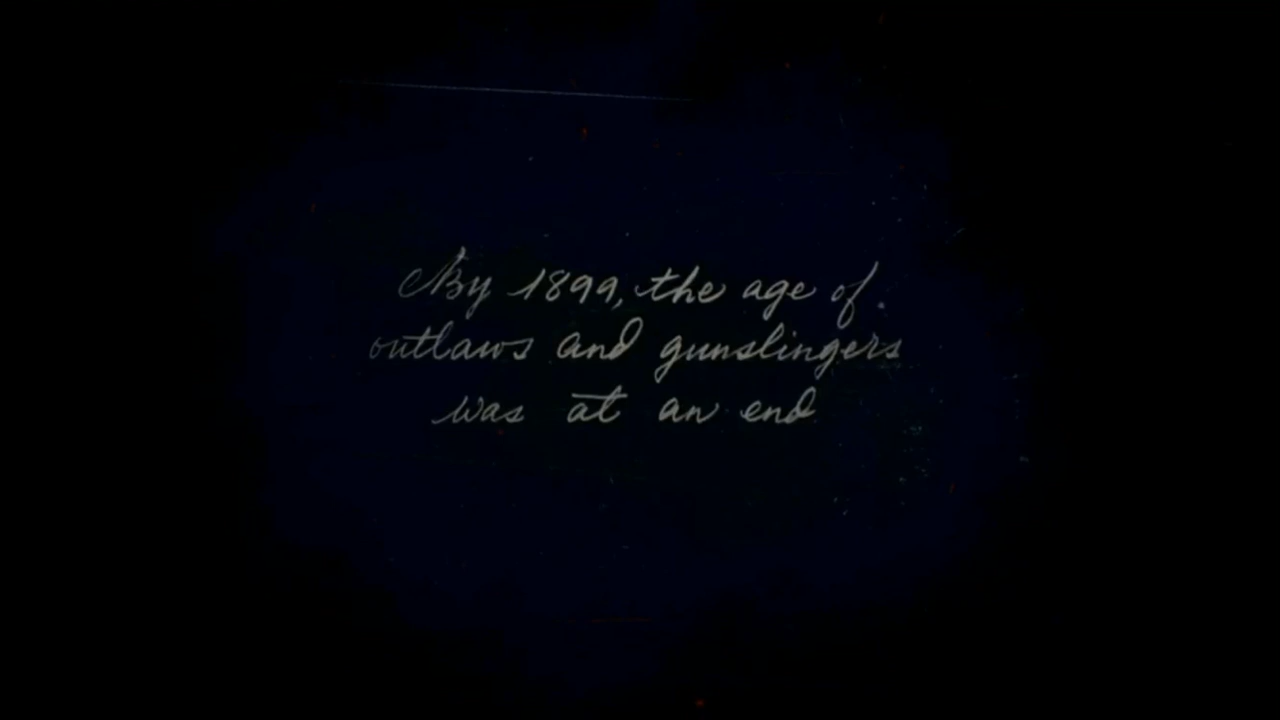 By 1899, the age of
outlaws and gunslingers
was at an end